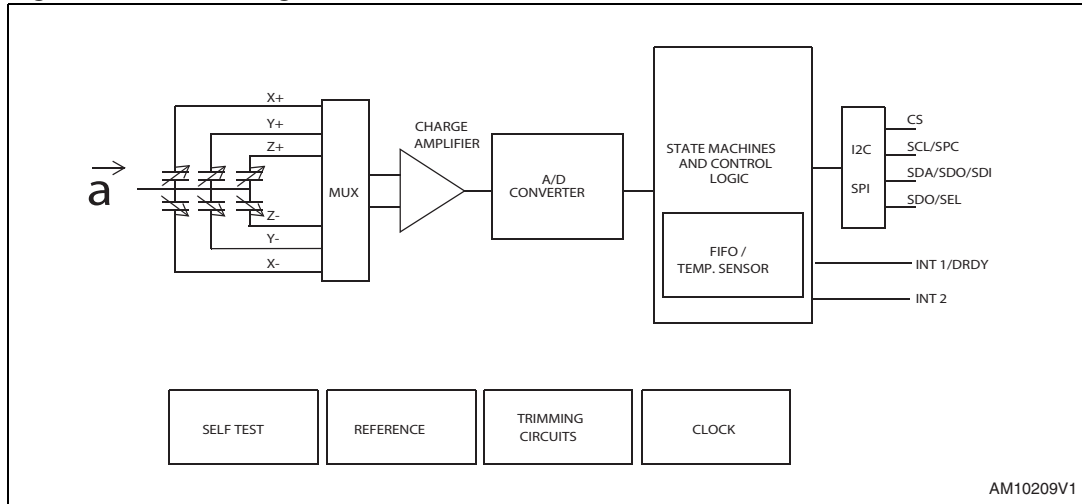 X+
Y+
Z+
a
Z-
Y-
X-
MUX
CHARGE
AMPLIFIER
A/D
CONVERTER
STATE MACHINES
AND CONTROL
LOGIC
FIFO /
TEMP. SENSOR
I2C
SPI
CS
SCL/SPC
SDA/SDO/SDI
SDO/SEL
INT 1/DRDY
INT 2
SELF TEST
REFERENCE
TRIMMING
CIRCUITS
CLOCK
AM10209V1